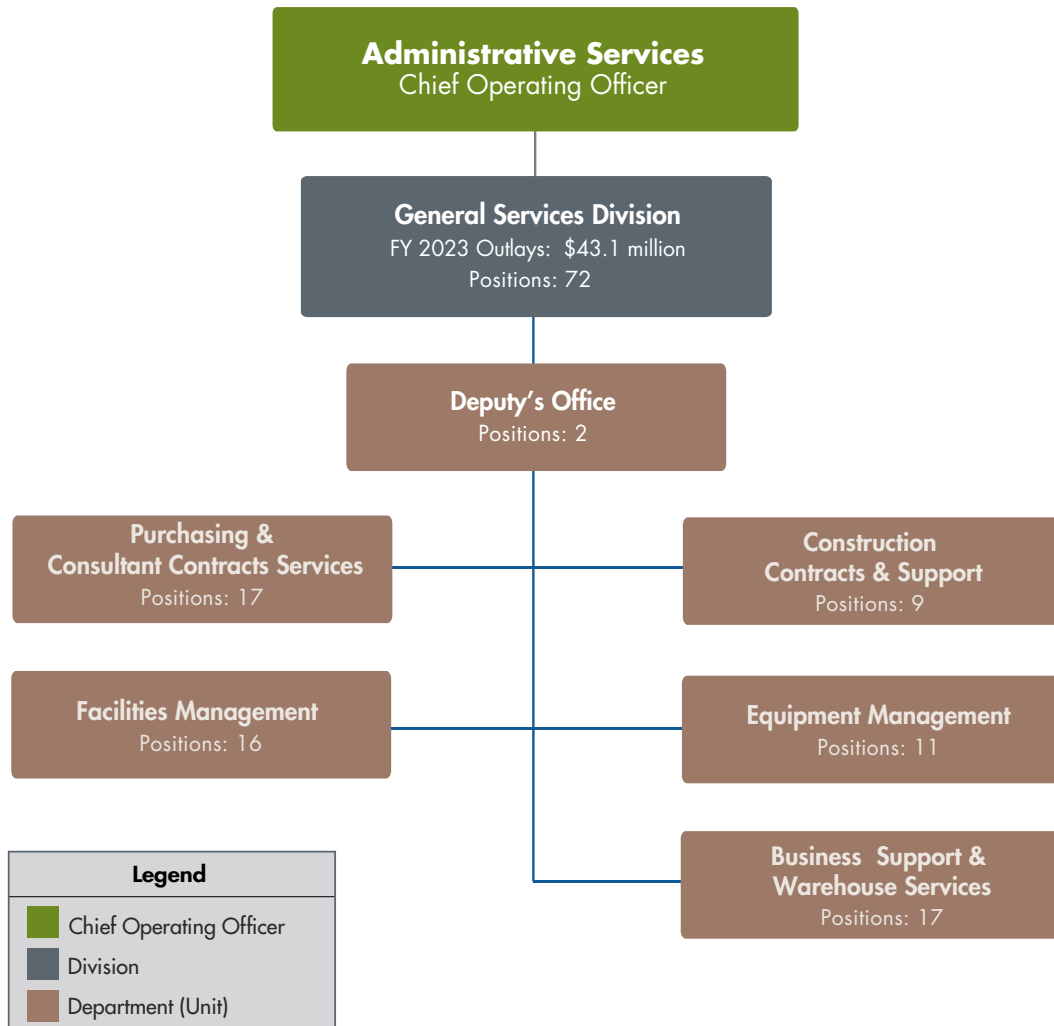 Administrative Services
Chief Operating Officer
General Services Division
FY 2023 Outlays:  $43.1 million
Positions: 72
Deputy’s Office
Positions: 2
Purchasing &
Consultant Contracts Services
Positions: 17
Construction
Contracts & Support
Positions: 9
Facilities Management
Positions: 16
Equipment Management
Positions: 11
Business  Support &
Warehouse Services
Positions: 17
Legend
Chief Operating Officer
Division
Department (Unit)